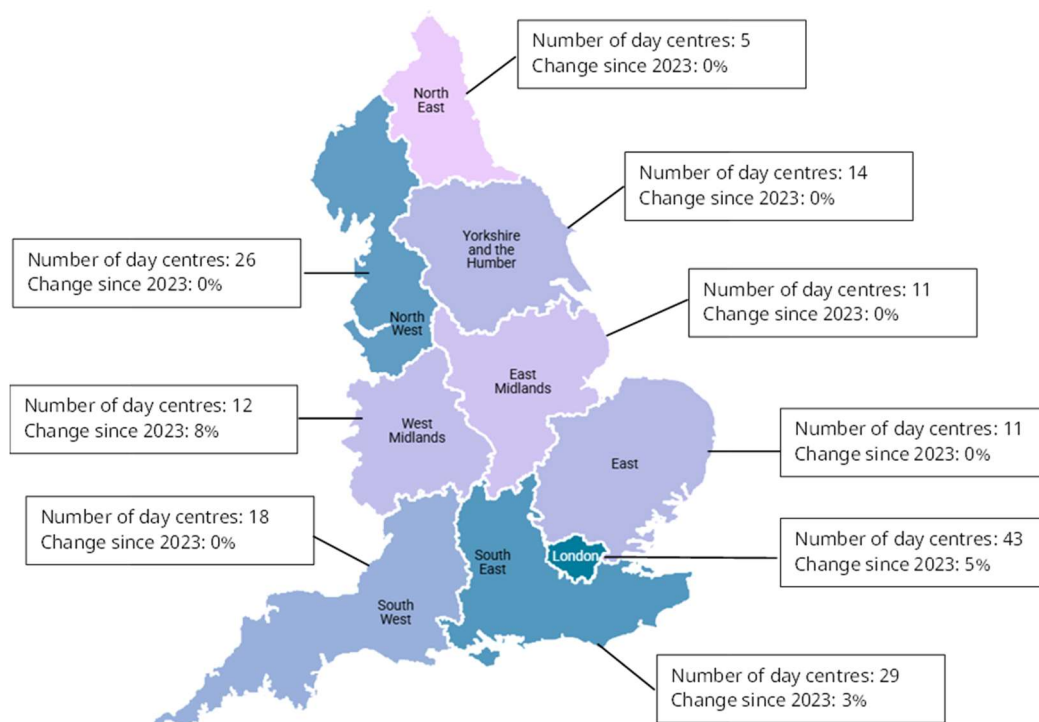 Number of day centres: 5
Change since 2023: 0%
North
East
Number of day centres: 14
Change since 2023: 0%
Yorkshire
and the
Humber
Number of day centres: 26
Change since 2023: 0%
North
West
Number of day centres: 11
Change since 2023: 0%
East
Midlands
Number of day centres: 12
Change since 2023: 8%
West
Midlands
Number of day centres: 11
Change since 2023: 0%
East
Number of day centres: 18
Change since 2023: 0%
South
West
Number of day centres: 43
Change since 2023: 5%
London
South
East
Number of day centres: 29
Change since 2023: 3%